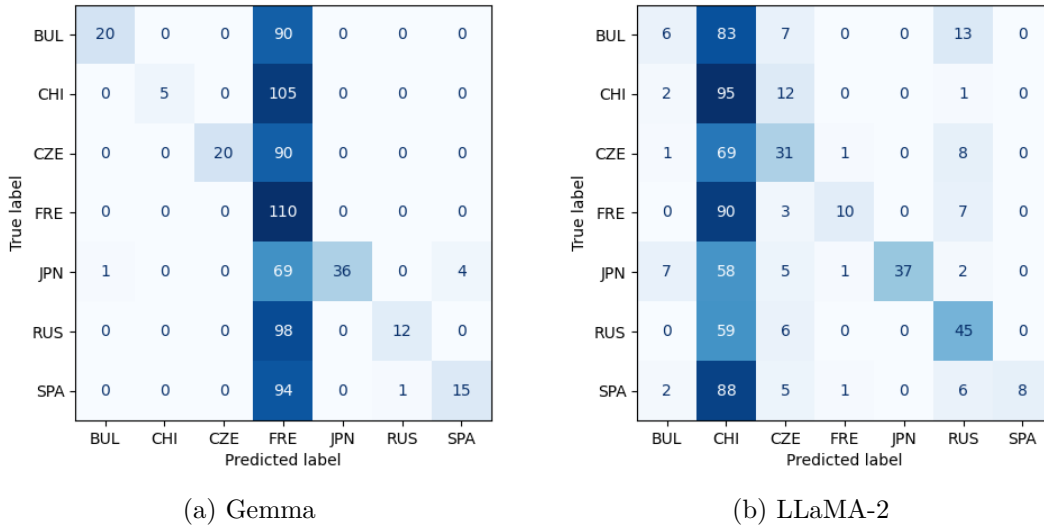 BUL 20 0 0 90 0 0 0
CHI 0 5 0 105 0 0 0
CZE 0 0 20 90 0 0 0
FRE 0 0 0 110 0 0 0
JPN 1 0 0 69 36 0 4
RUS 0 0 0 98 0 12 0
SPA 0 0 0 94 0 1 15
BUL CHI CZE FRE JPN RUS SPA
Predicted label
True label
(a) Gemma
BUL 6 83 7 0 0 13 0
CHI 2 95 12 0 0 1 0
CZE 1 69 31 1 0 8 0
FRE 0 90 3 10 0 7 0
JPN 7 58 5 1 37 2 0
RUS 0 59 6 0 0 45 0
SPA 2 88 5 1 0 6 8
BUL CHI CZE FRE JPN RUS SPA
Predicted label
True label
(b) LLaMA-2